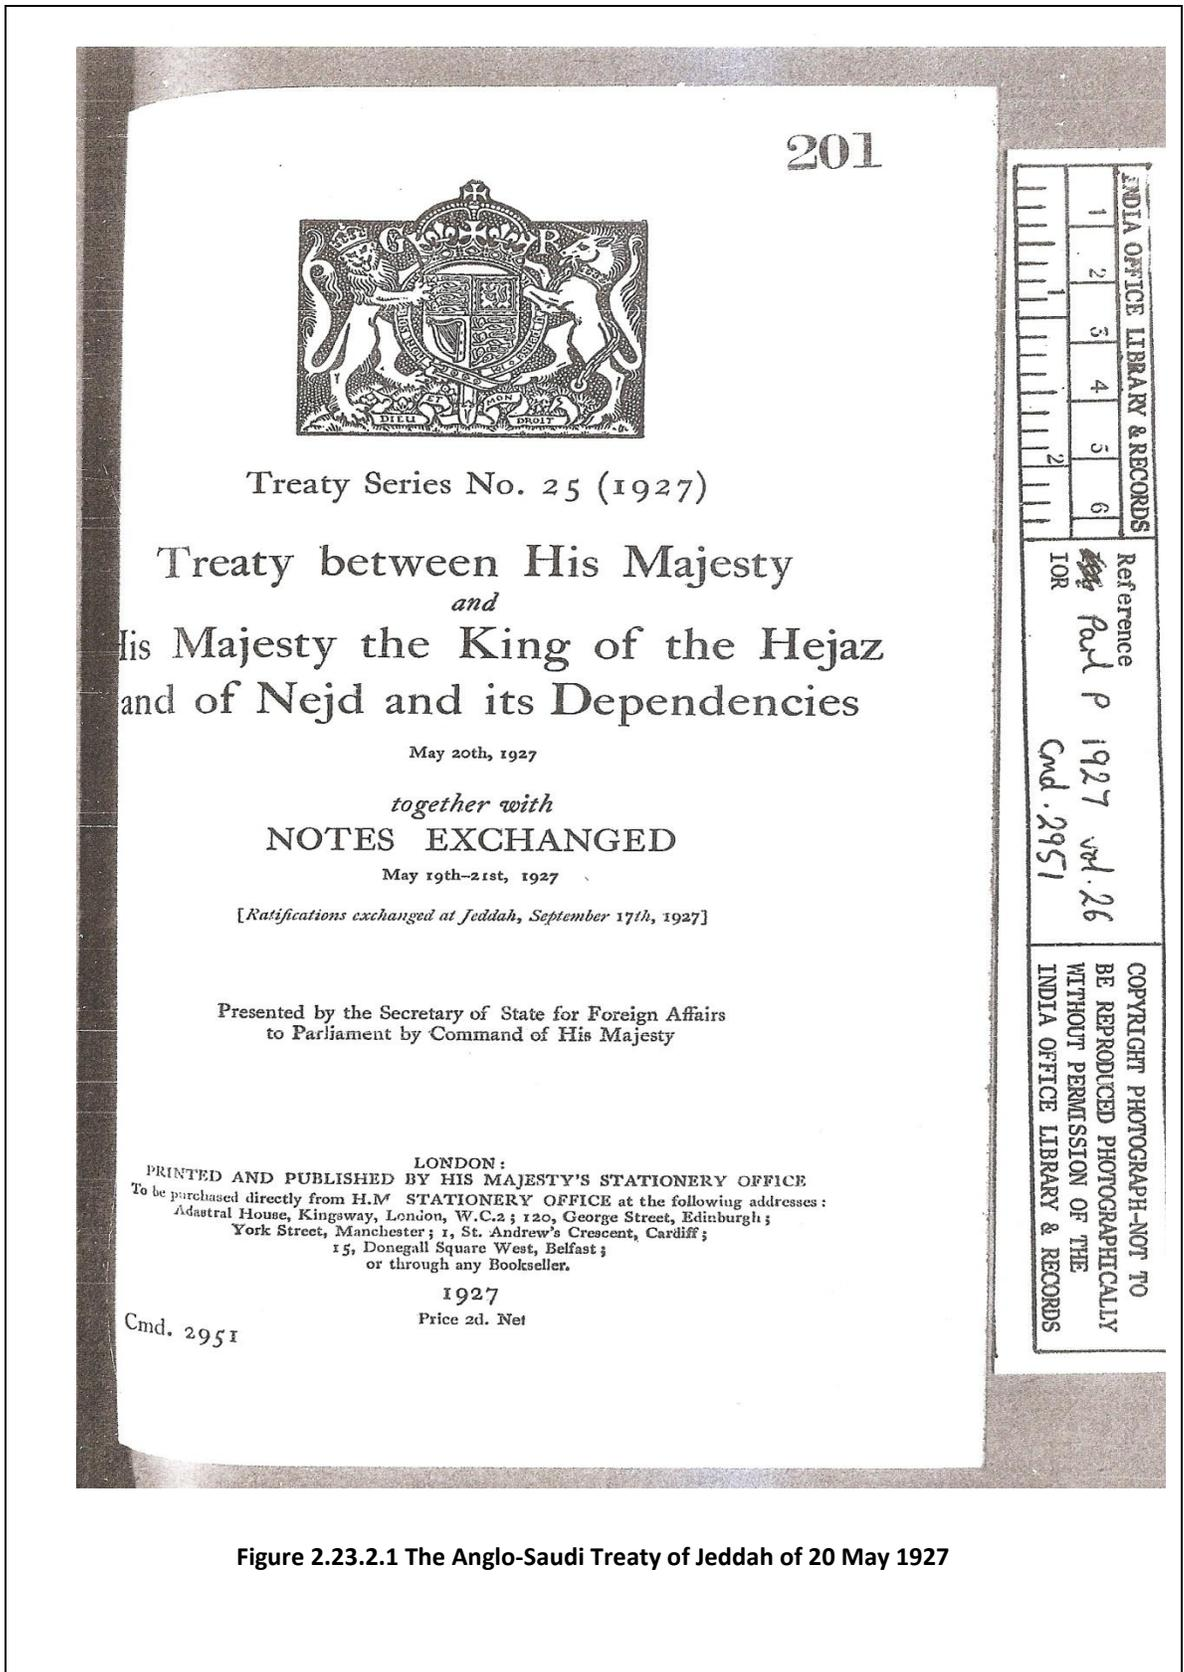 201
G R
DIEU ET MON DROIT
Treaty Series No. 25 (1927)
Treaty between His Majesty
and
His Majesty the King of the Hejaz
and of Nejd and its Dependencies
May 20th, 1927
together with
NOTES EXCHANGED
May 19th–21st, 1927
[Ratifications exchanged at Jeddah, September 17th, 1927]
Presented by the Secretary of State for Foreign Affairs
to Parliament by Command of His Majesty
LONDON:
PRINTED AND PUBLISHED BY HIS MAJESTY'S STATIONERY OFFICE
To be purchased directly from H.M STATIONERY OFFICE at the following addresses:
Adastral House, Kingsway, London, W.C.2; 120, George Street, Edinburgh;
York Street, Manchester; 1, St. Andrew's Crescent, Cardiff;
15, Donegall Square West, Belfast;
or through any Bookseller.
1927
Price 2d. Net
Cmd. 2951
INDIA OFFICE LIBRARY & RECORDS
1 2 3 4 5 6
1 2
Reference
Parl P 1927 vol. 26
IOR
Cmd. 2951
COPYRIGHT PHOTOGRAPH-NOT TO
BE REPRODUCED PHOTOGRAPHICALLY
WITHOUT PERMISSION OF THE
INDIA OFFICE LIBRARY & RECORDS
Figure 2.23.2.1 The Anglo-Saudi Treaty of Jeddah of 20 May 1927